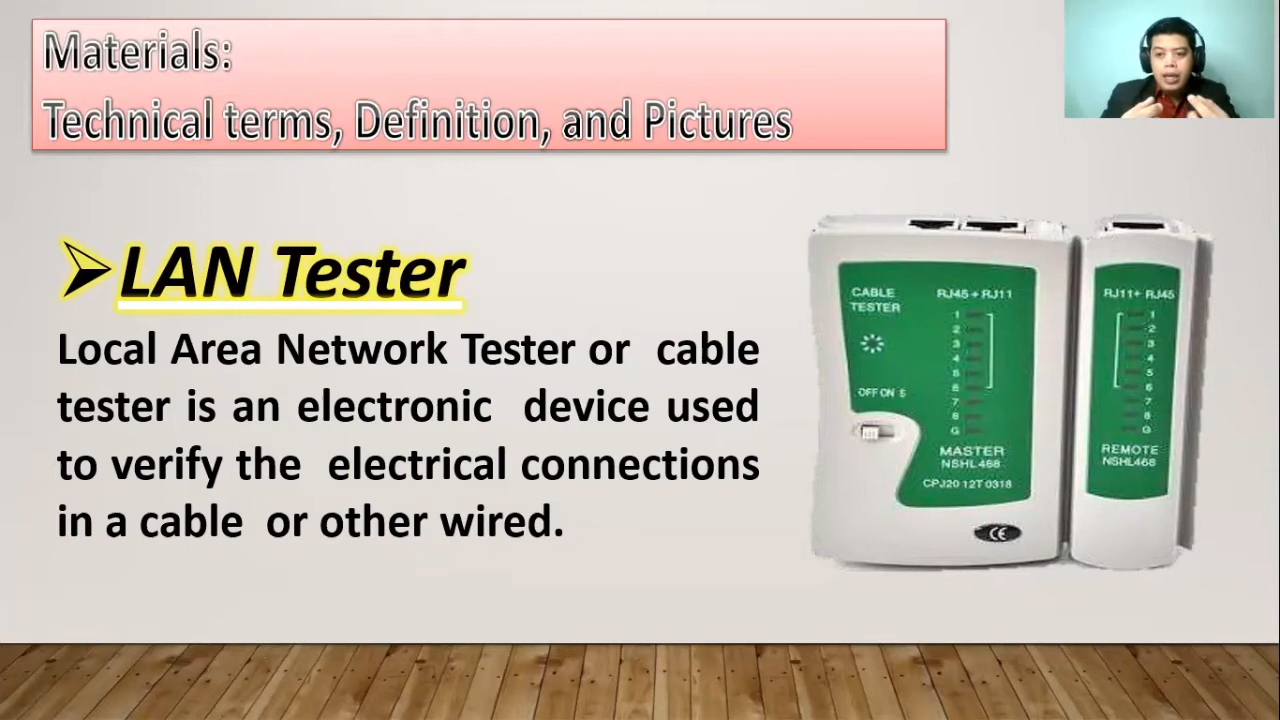 Materials:
Technical terms, Definition, and Pictures
➢LAN Tester
Local Area Network Tester or cable
tester is an electronic device used
to verify the electrical connections
in a cable or other wired.
CABLE
TESTER
OFF ON S
RJ45 + RJ11
1
2
3
4
5
6
7
8
G
MASTER
NSHL468
CPJ20 12T 0318
CE
RJ11+ RJ45
1
2
3
4
5
6
7
8
G
REMOTE
NSHL468